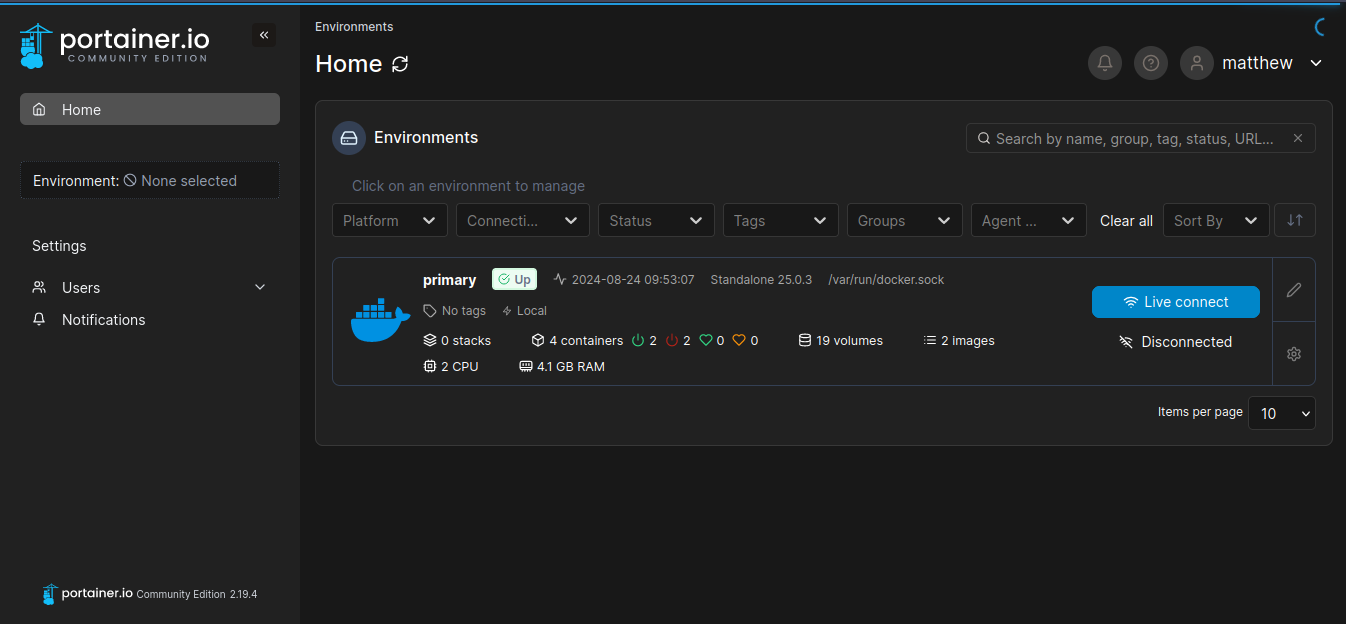 portainer.io
COMMUNITY EDITION
Home
Environment: None selected
Settings
Users
Notifications
portainer.io Community Edition 2.19.4
Environments
Home
matthew
Environments
Search by name, group, tag, status, URL...
Click on an environment to manage
Platform Connecti... Status Tags Groups Agent ... Clear all Sort By
primary Up 2024-08-24 09:53:07 Standalone 25.0.3 /var/run/docker.sock
No tags Local
0 stacks 4 containers 2 2 0 0 19 volumes 2 images
2 CPU 4.1 GB RAM
Live connect
Disconnected
Items per page 10